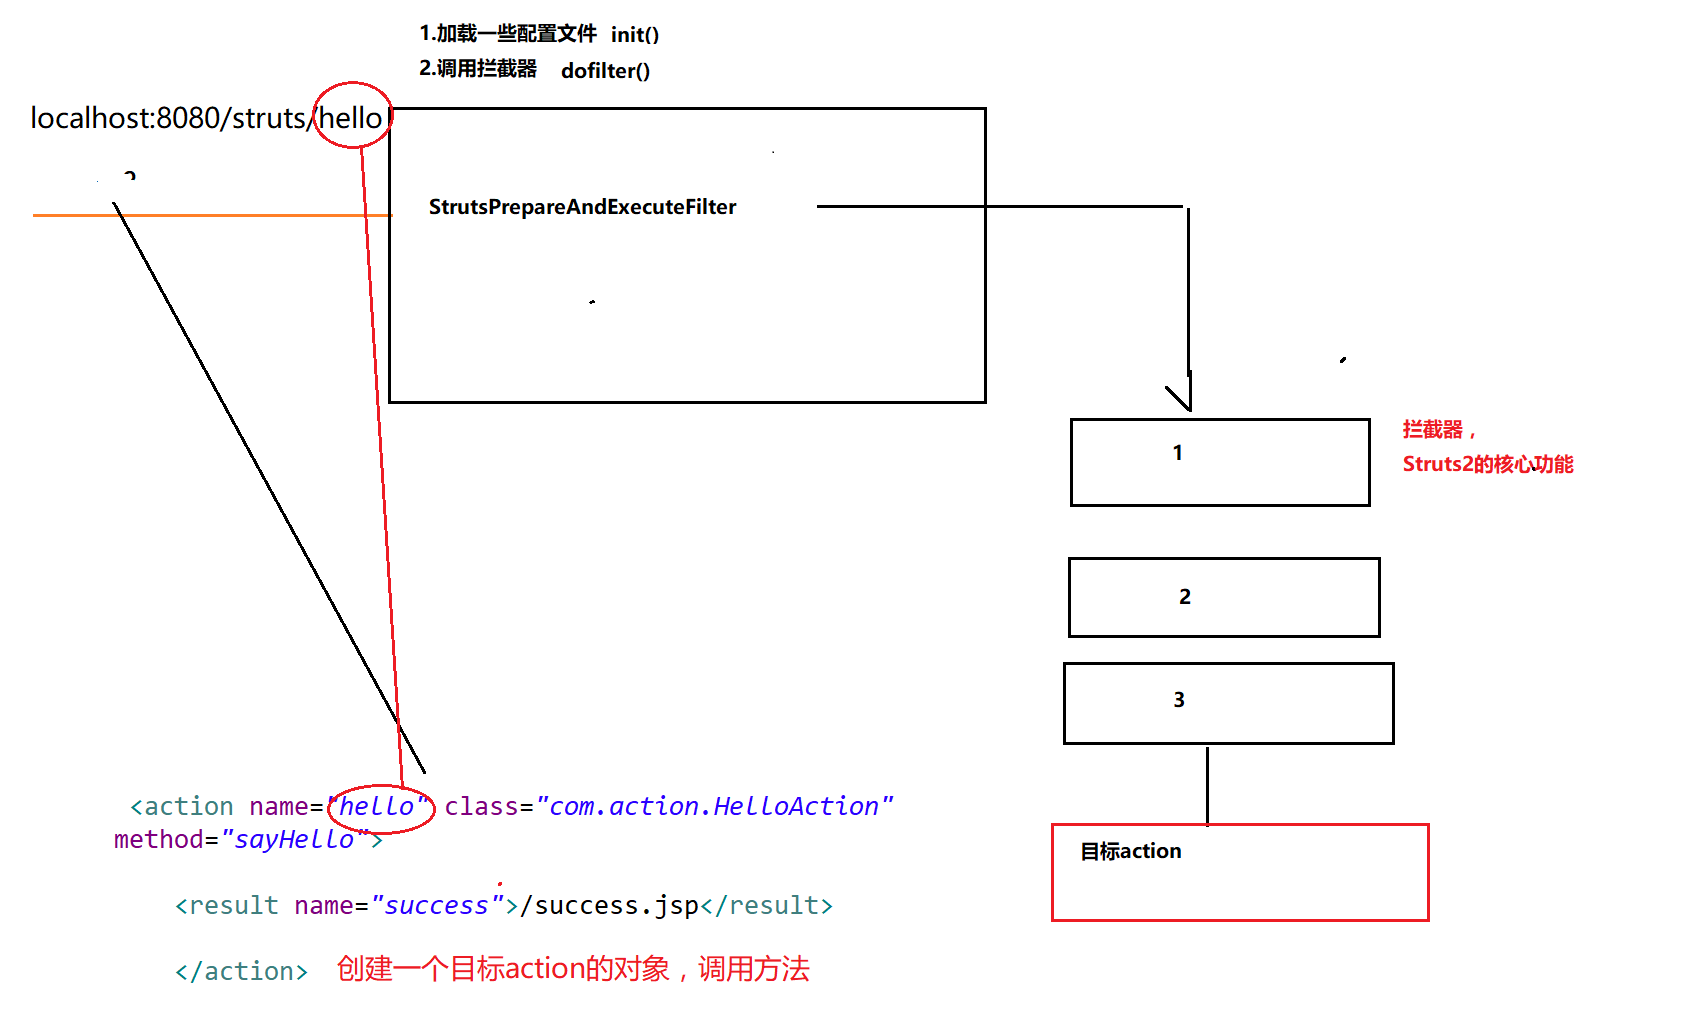 1.加载一些配置文件 init()
2.调用拦截器 dofilter()
localhost:8080/struts/hello
StrutsPrepareAndExecuteFilter
1
拦截器，
Struts2的核心功能
2
3
目标action
<action name="hello" class="com.action.HelloAction"
method="sayHello">
<result name="success">/success.jsp</result>
</action> 创建一个目标action的对象，调用方法